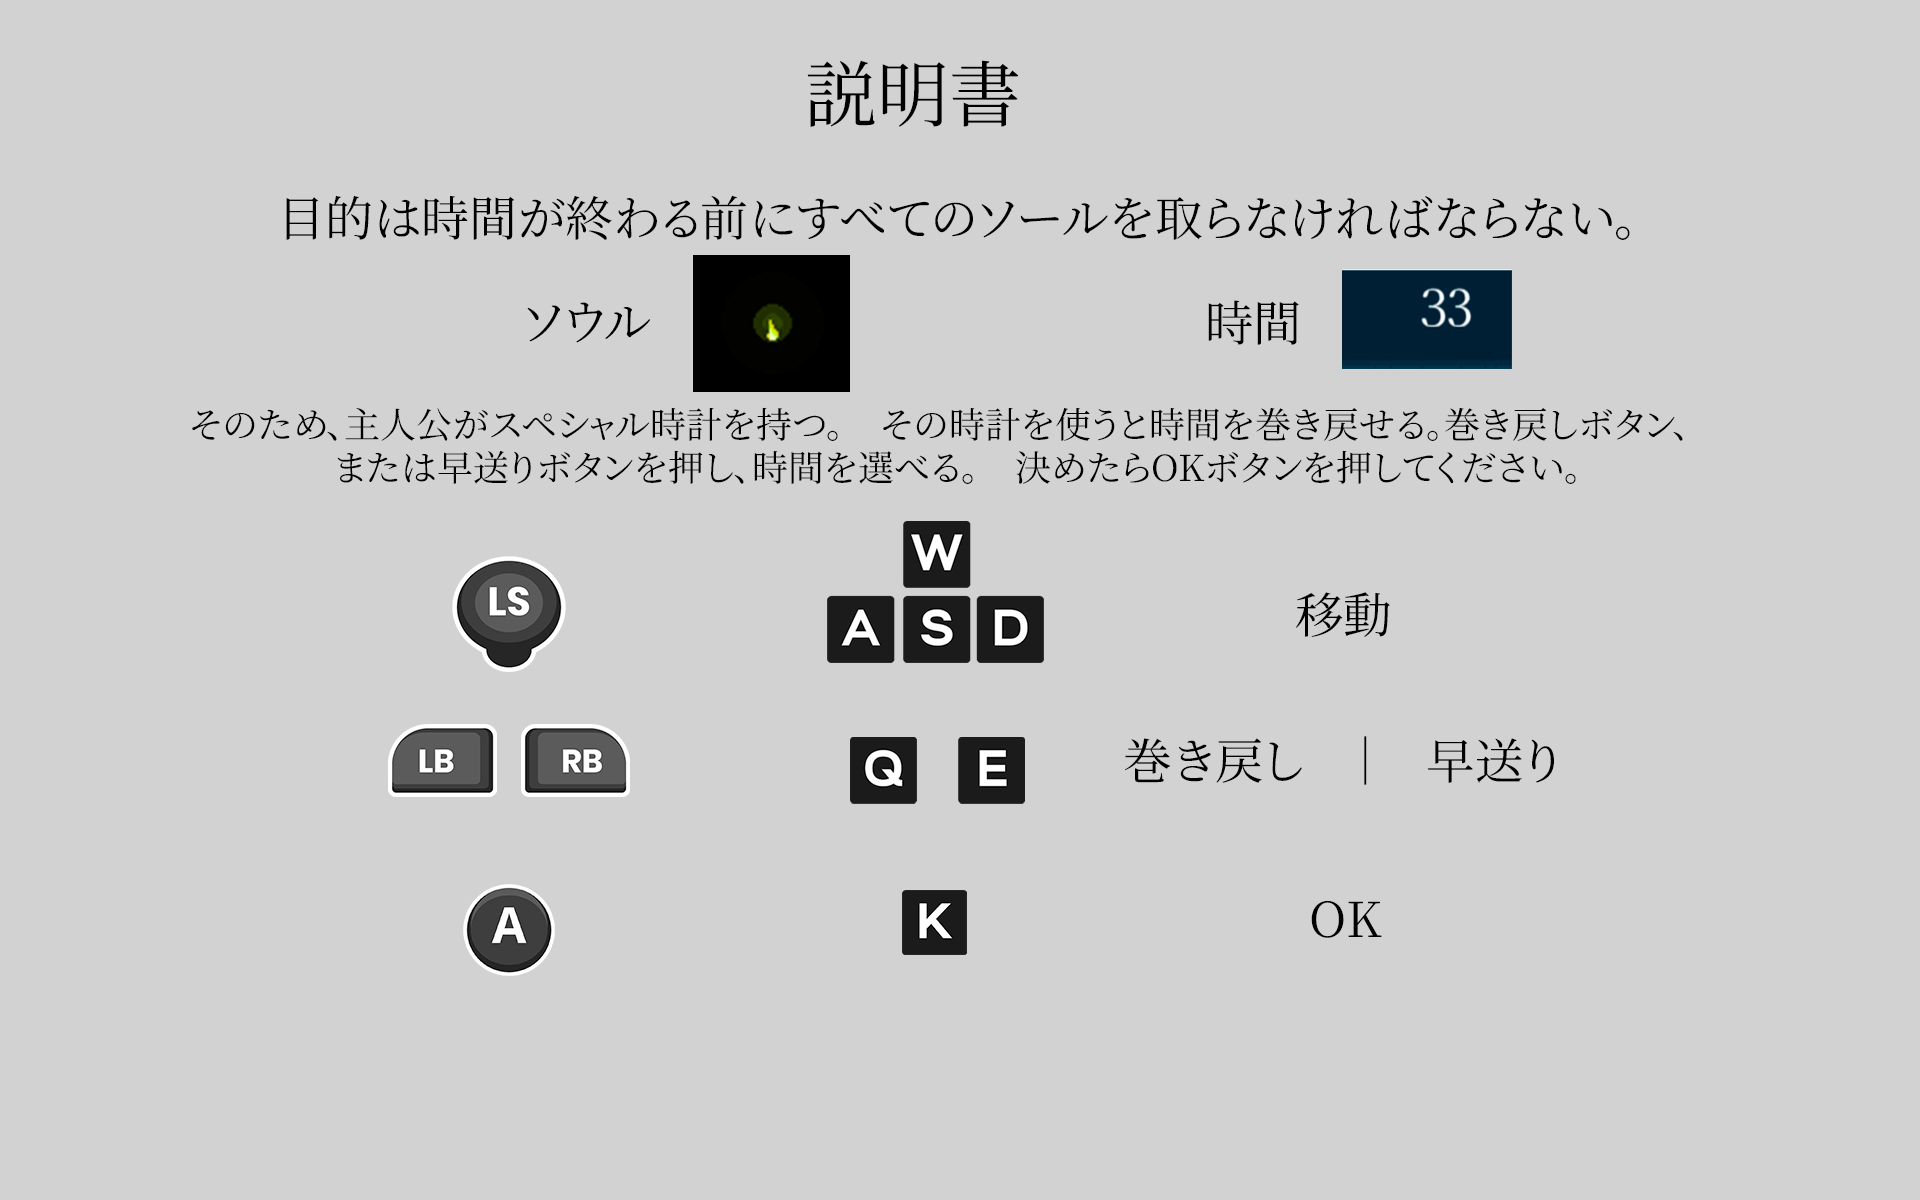 説明書
目的は時間が終わる前にすべてのソールを取らなければならない。
ソウル 時間 33
そのため、主人公がスペシャル時計を持つ。 その時計を使うと時間を巻き戻せる。巻き戻しボタン、
または早送りボタンを押し、時間を選べる。 決めたらOKボタンを押してください。
W
LS A S D 移動
LB RB Q E 巻き戻し | 早送り
A K OK